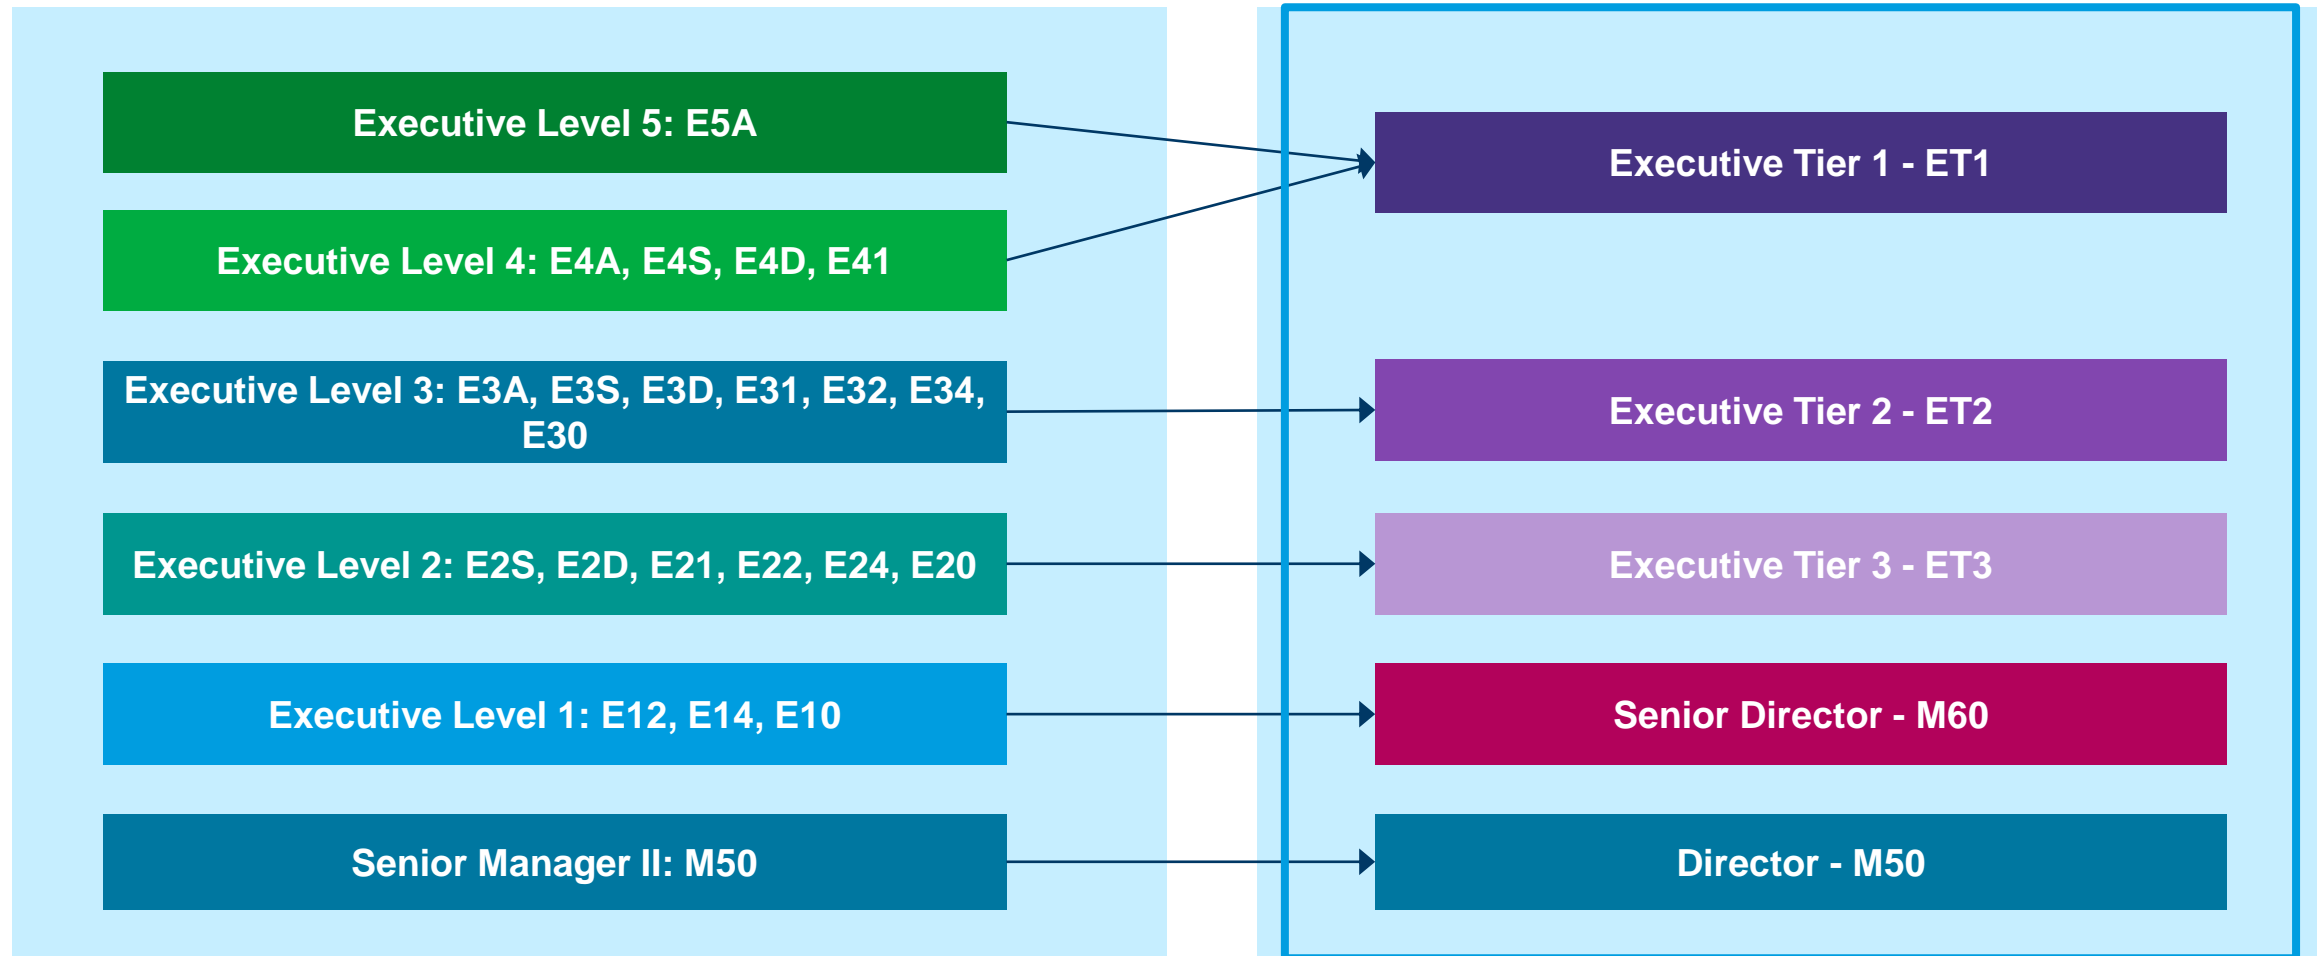 Executive Level 5: E5A
Executive Level 4: E4A, E4S, E4D, E41
Executive Level 3: E3A, E3S, E3D, E31, E32, E34,
E30
Executive Level 2: E2S, E2D, E21, E22, E24, E20
Executive Level 1: E12, E14, E10
Senior Manager II: M50
Executive Tier 1 - ET1
Executive Tier 2 - ET2
Executive Tier 3 - ET3
Senior Director - M60
Director - M50